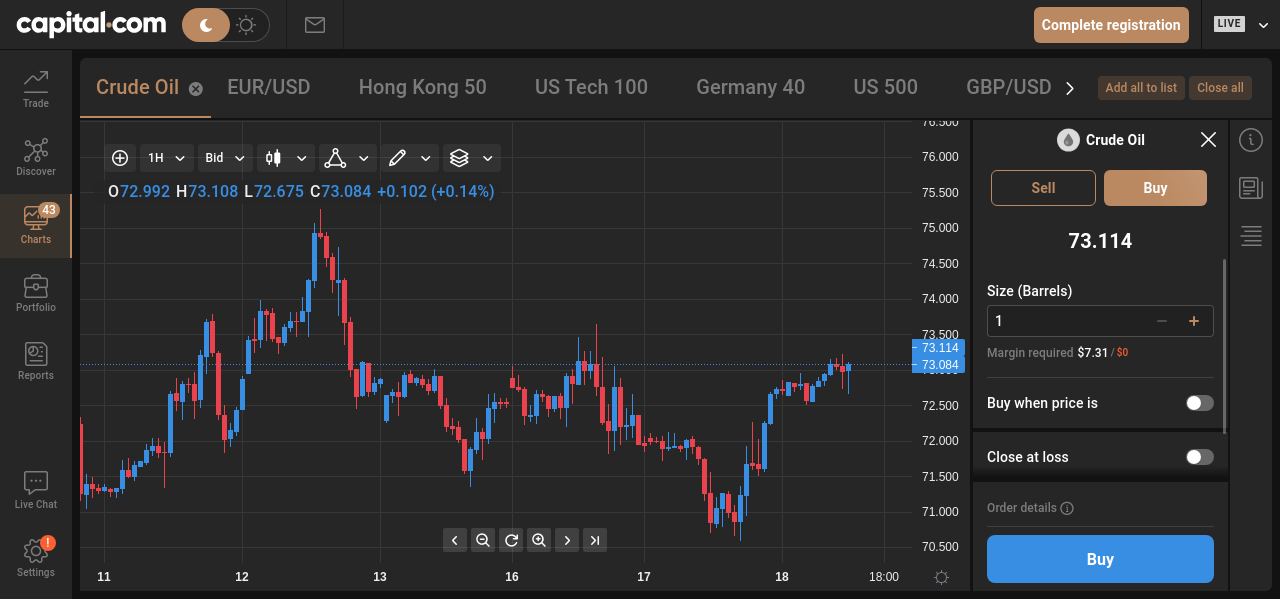 capital.com
Complete registration
LIVE
Trade
Discover
43
Charts
Portfolio
Reports
Live Chat
!
Settings
Crude Oil
EUR/USD
Hong Kong 50
US Tech 100
Germany 40
US 500
GBP/USD
Add all to list
Close all
1H
Bid
O72.992 H73.108 L72.675 C73.084 +0.102 (+0.14%)
76.500
76.000
75.500
75.000
74.500
74.000
73.500
73.114
73.084
72.500
72.000
71.500
71.000
70.500
11
12
13
16
17
18
18:00
Crude Oil
Sell
Buy
73.114
Size (Barrels)
1
Margin required $7.31 / $0
Buy when price is
Close at loss
Order details
Buy